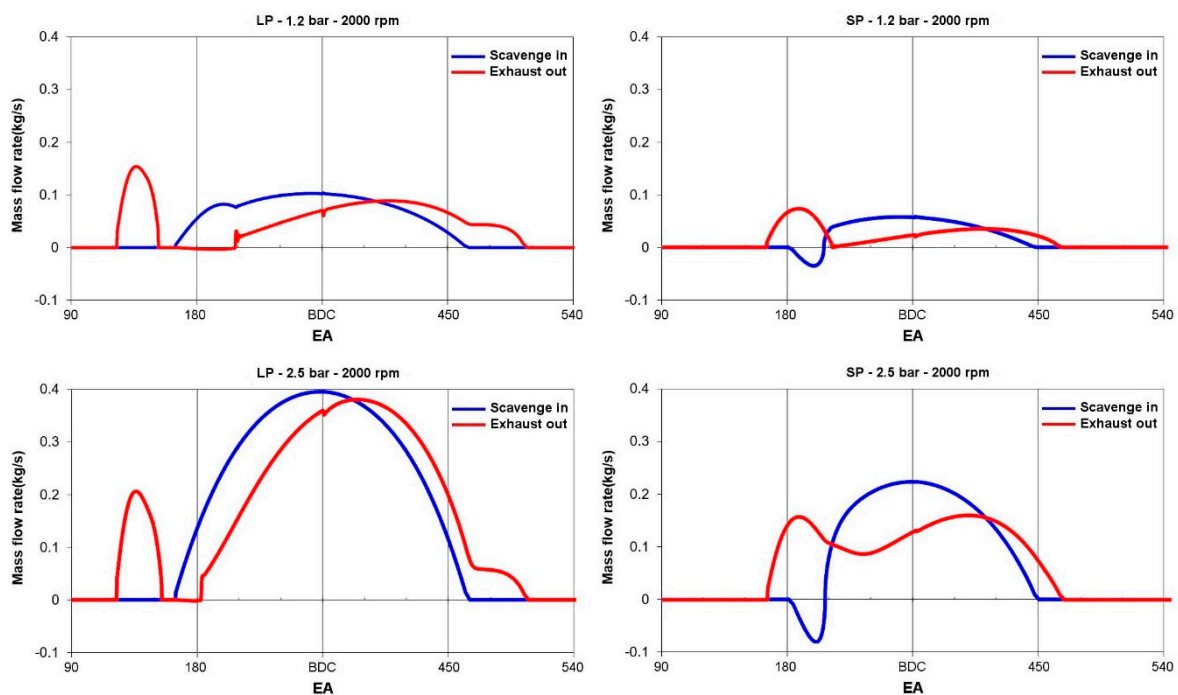 LP - 1.2 bar - 2000 rpm
Mass flow rate(kg/s)
0.4
0.3
0.2
0.1
0
-0.1
Scavenge in
Exhaust out
90 180 BDC 450 540
EA
SP - 1.2 bar - 2000 rpm
Mass flow rate(kg/s)
0.4
0.3
0.2
0.1
0
-0.1
Scavenge in
Exhaust out
90 180 BDC 450 540
EA
LP - 2.5 bar - 2000 rpm
Mass flow rate(kg/s)
0.4
0.3
0.2
0.1
0
-0.1
Scavenge in
Exhaust out
90 180 BDC 450 540
EA
SP - 2.5 bar - 2000 rpm
Mass flow rate(kg/s)
0.4
0.3
0.2
0.1
0
-0.1
Scavenge in
Exhaust out
90 180 BDC 450 540
EA